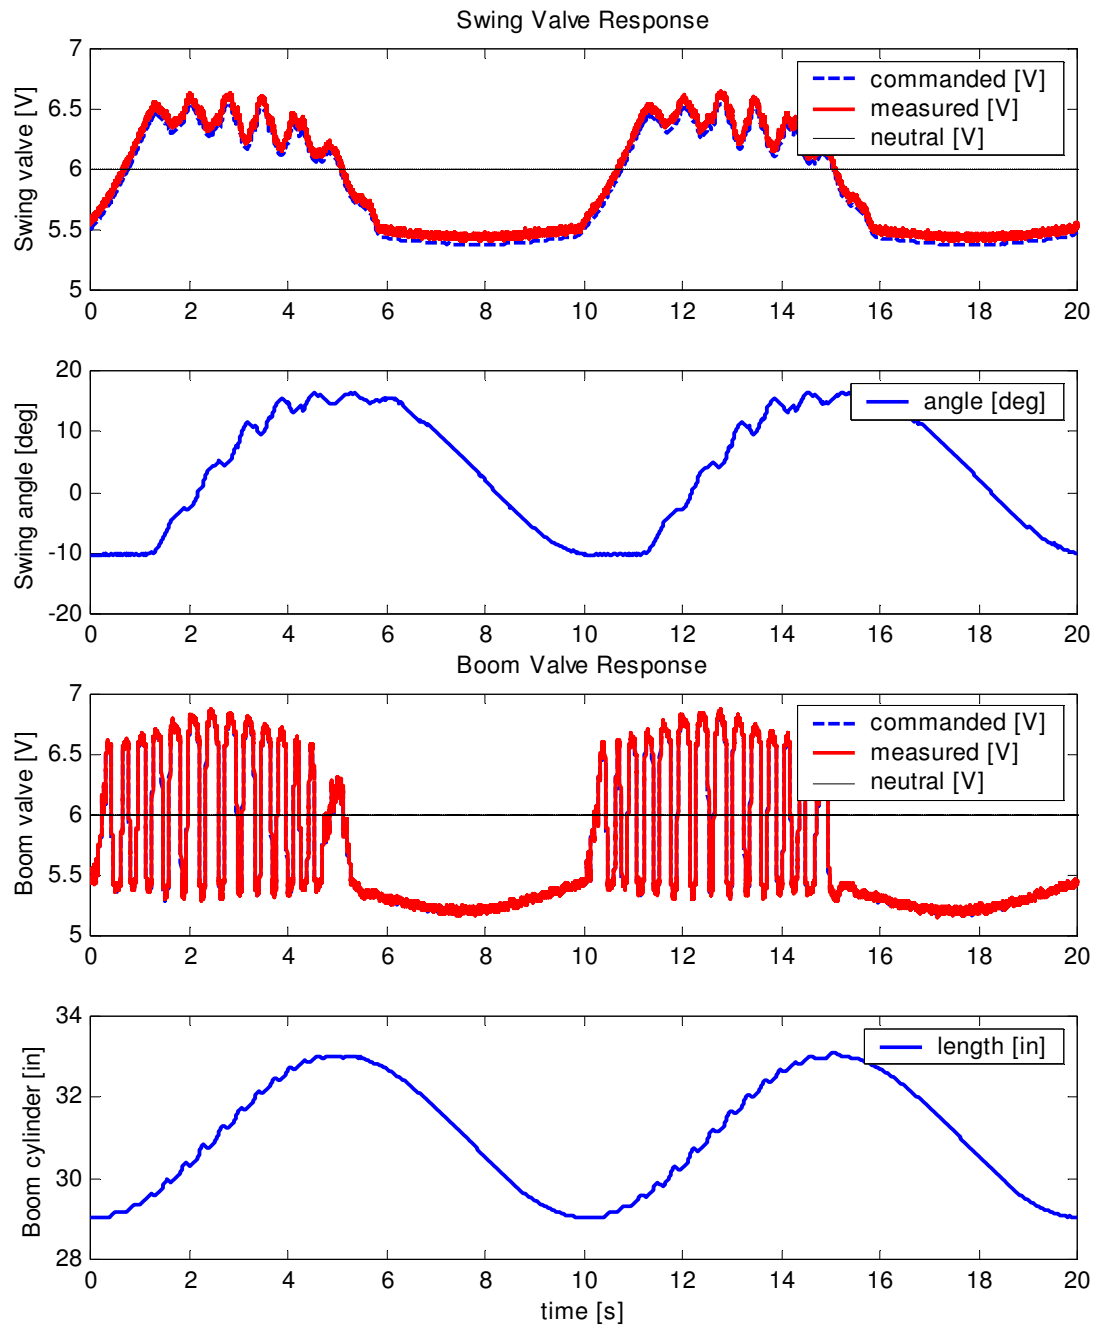 Swing Valve Response
7
6.5
6
5.5
5
Swing valve [V]
commanded [V]
measured [V]
neutral [V]
0 2 4 6 8 10 12 14 16 18 20
20
10
0
-10
-20
Swing angle [deg]
angle [deg]
0 2 4 6 8 10 12 14 16 18 20
Boom Valve Response
7
6.5
6
5.5
5
Boom valve [V]
commanded [V]
measured [V]
neutral [V]
0 2 4 6 8 10 12 14 16 18 20
34
32
30
28
Boom cylinder [in]
length [in]
0 2 4 6 8 10 12 14 16 18 20
time [s]